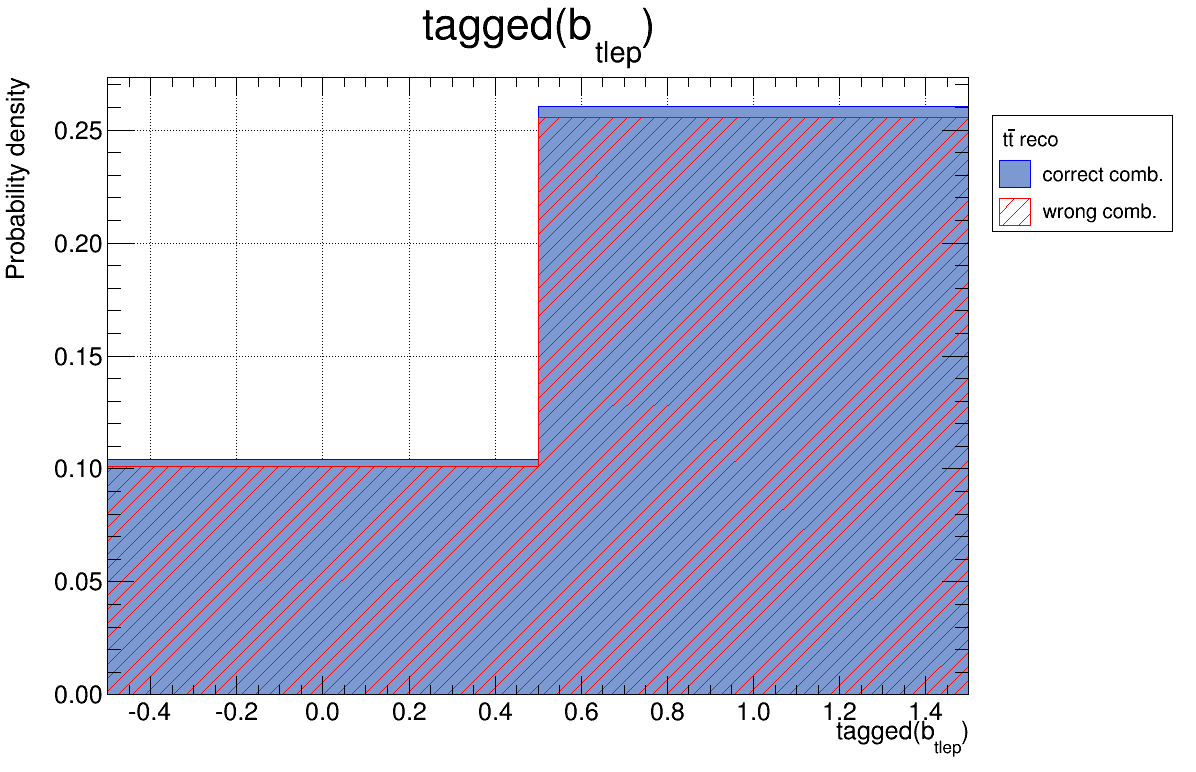 tagged(b_tlep)
Probability density
0.25
0.20
0.15
0.10
0.05
0.00
-0.4 -0.2 0.0 0.2 0.4 0.6 0.8 1.0 1.2 1.4
tagged(b_tlep)
tt̄ reco
correct comb.
wrong comb.